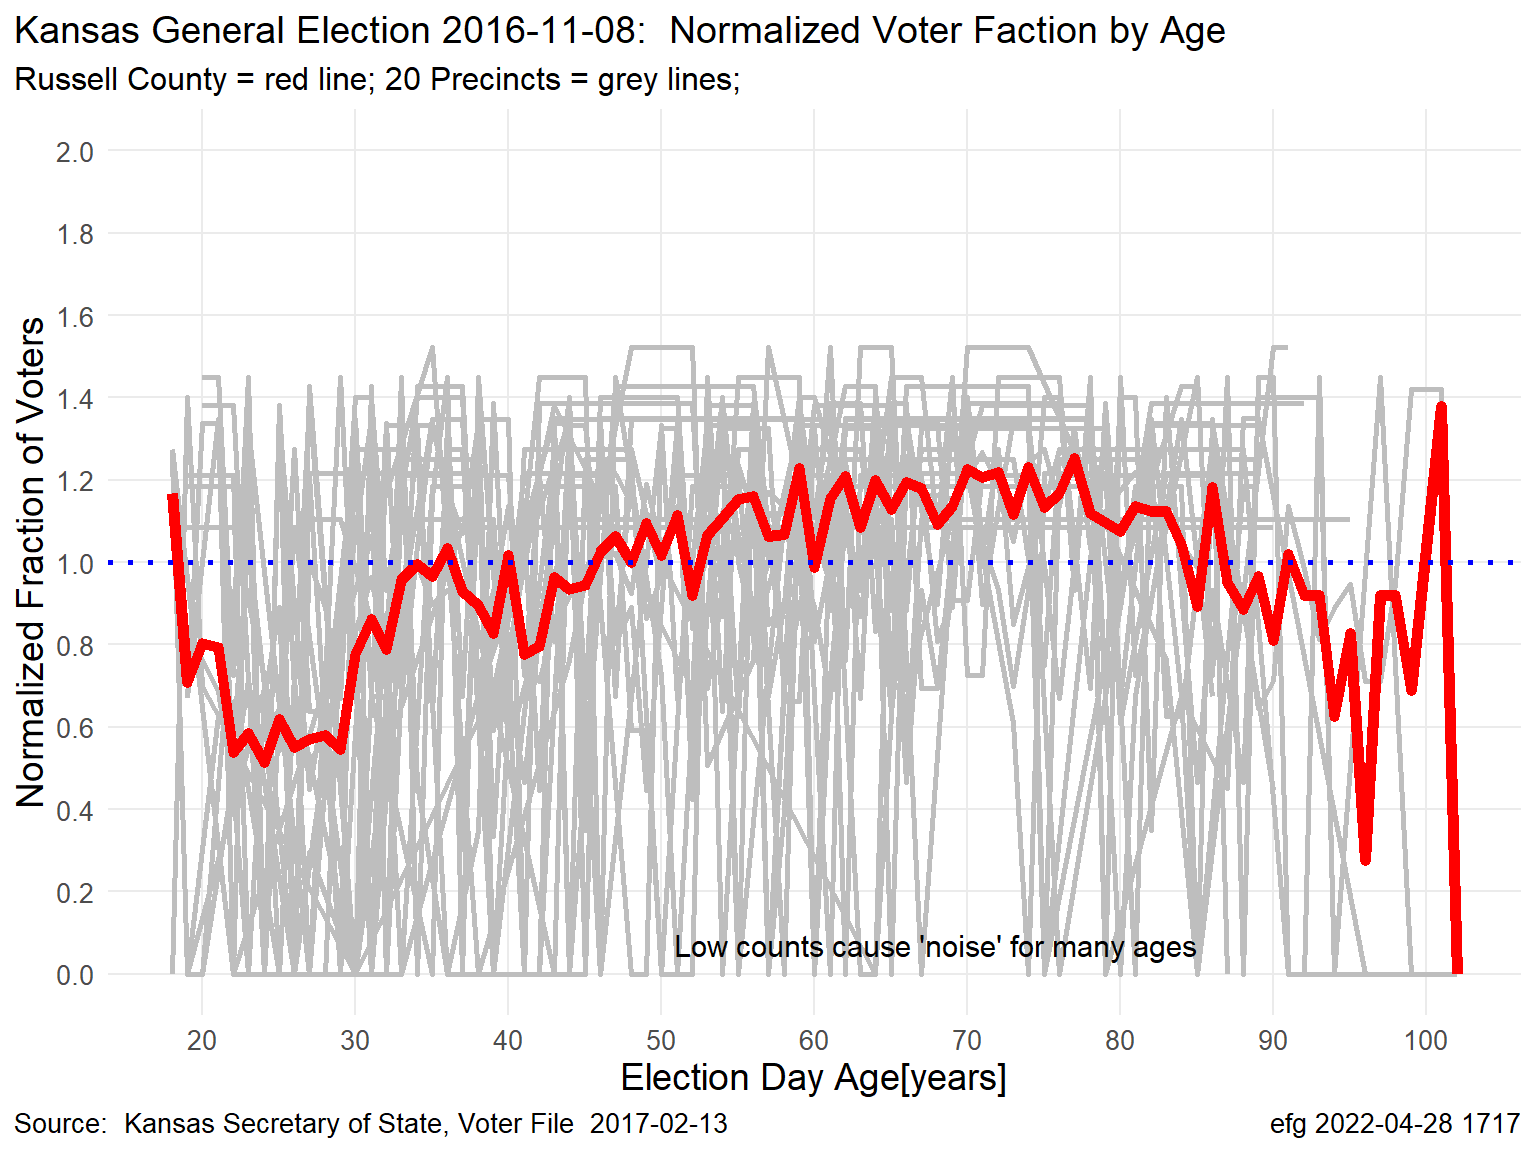 Kansas General Election 2016-11-08:  Normalized Voter Faction by Age
Russell County = red line; 20 Precincts = grey lines;
Normalized Fraction of Voters
2.0
1.8
1.6
1.4
1.2
1.0
0.8
0.6
0.4
0.2
0.0
Low counts cause 'noise' for many ages
20 30 40 50 60 70 80 90 100
Election Day Age[years]
Source:  Kansas Secretary of State, Voter File  2017-02-13
efg 2022-04-28 1717